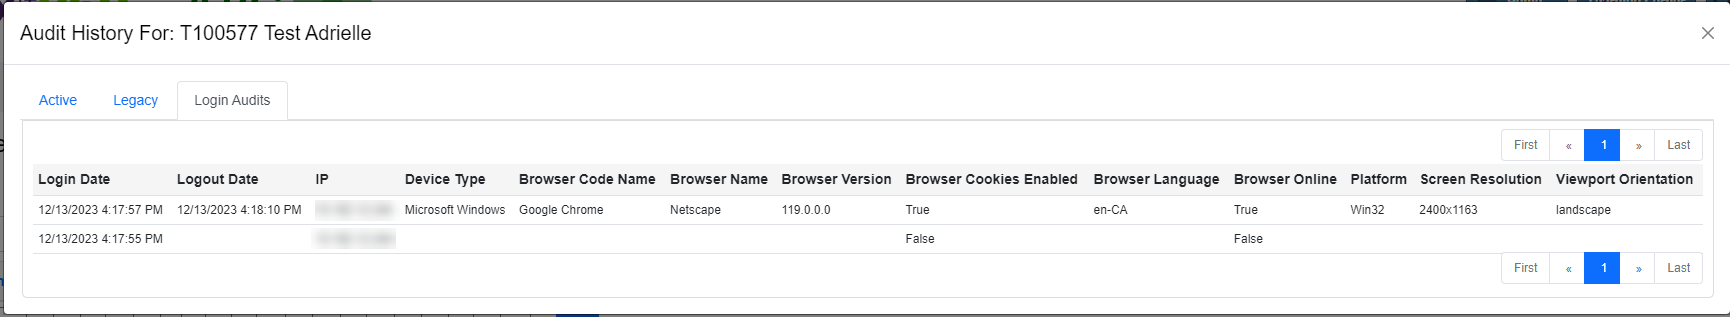 Audit History For: T100577 Test Adrielle
Active Legacy Login Audits
First « 1 » Last
Login Date Logout Date IP Device Type Browser Code Name Browser Name Browser Version Browser Cookies Enabled Browser Language Browser Online Platform Screen Resolution Viewport Orientation
12/13/2023 4:17:57 PM 12/13/2023 4:18:10 PM Microsoft Windows Google Chrome Netscape 119.0.0.0 True en-CA True Win32 2400x1163 landscape
12/13/2023 4:17:55 PM False False
First « 1 » Last